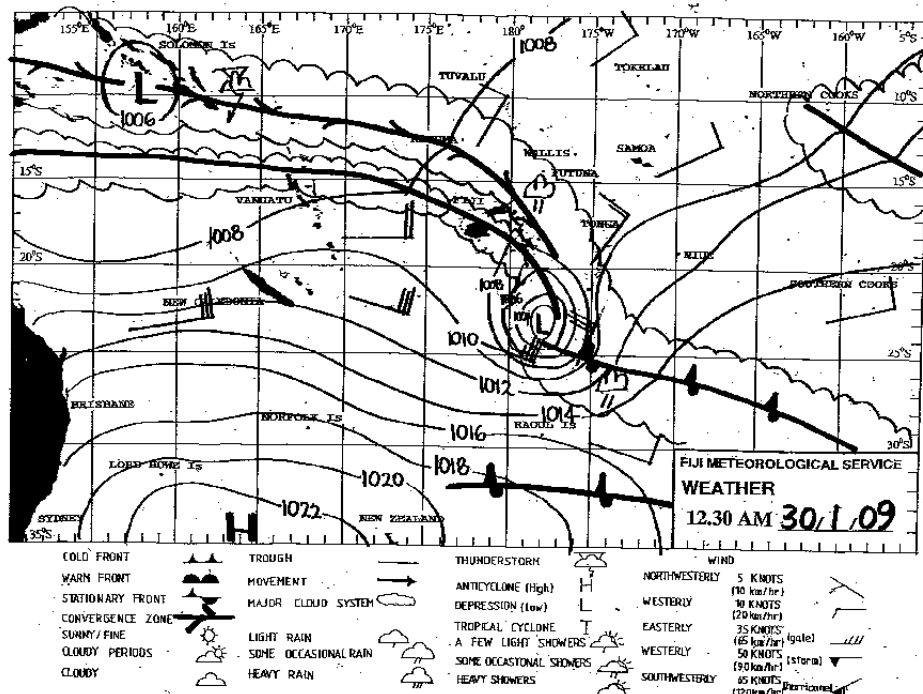 155°E 160°E 165°E 170°E 175°E 180° 175°W 170°W 165°W 160°W 5°S
SOLOMON Is
1008
TUVALU
TOKELAU
L
1006
NORTHERN COOKS
10°S
WALLIS
SAMOA
FUTUNA
15°S
15°S
VANUATU
FIJI
TONGA
1008
NIUE
20°S
20°S
SOUTHERN COOKS
1008
NEW CALEDONIA
L
1010
25°S
1012
BRISBANE
1014
NORFOLK Is
RAOUL Is
1016
30°S
LORD HOWE Is
1018
1020
FIJI METEOROLOGICAL SERVICE
WEATHER
1022
12.30 AM 30/1/09
SYDNEY
H
NEW ZEALAND
35°S
COLD FRONT
WARM FRONT
STATIONARY FRONT
CONVERGENCE ZONE
SUNNY/FINE
CLOUDY PERIODS
CLOUDY
TROUGH
MOVEMENT
MAJOR CLOUD SYSTEM
LIGHT RAIN
SOME OCCASIONAL RAIN
HEAVY RAIN
THUNDERSTORM
ANTICYCLONE (High) H
DEPRESSION (Low) L
TROPICAL CYCLONE
A FEW LIGHT SHOWERS
SOME OCCASTONAL SHOWERS
HEAVY SHOWERS
WIND
NORTHWESTERLY 5 KNOTS
(10 km/hr)
WESTERLY 10 KNOTS
(20km/hr)
EASTERLY 35 KNOTS
(65 km/hr) (gale)
WESTERLY 50 KNOTS
(90km/hr) (storm)
SOUTHWESTERLY 65 KNOTS
(120km/hr) (hurricane)